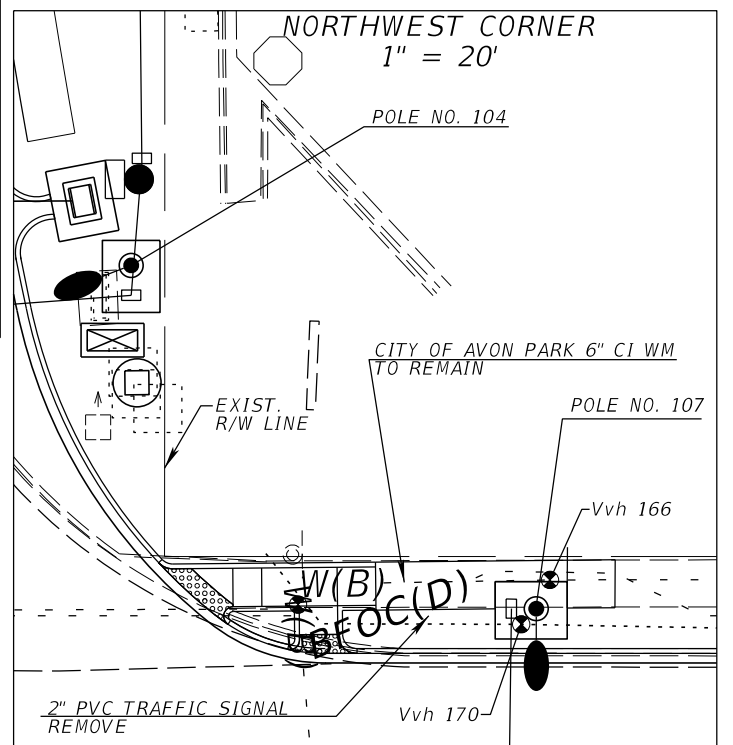 NORTHWEST CORNER
1" = 20'
POLE NO. 104
CITY OF AVON PARK 6" CI WM
TO REMAIN
EXIST.
R/W LINE
POLE NO. 107
Vvh 166
W(B)
BFOC(D)
2" PVC TRAFFIC SIGNAL
REMOVE
Vvh 170